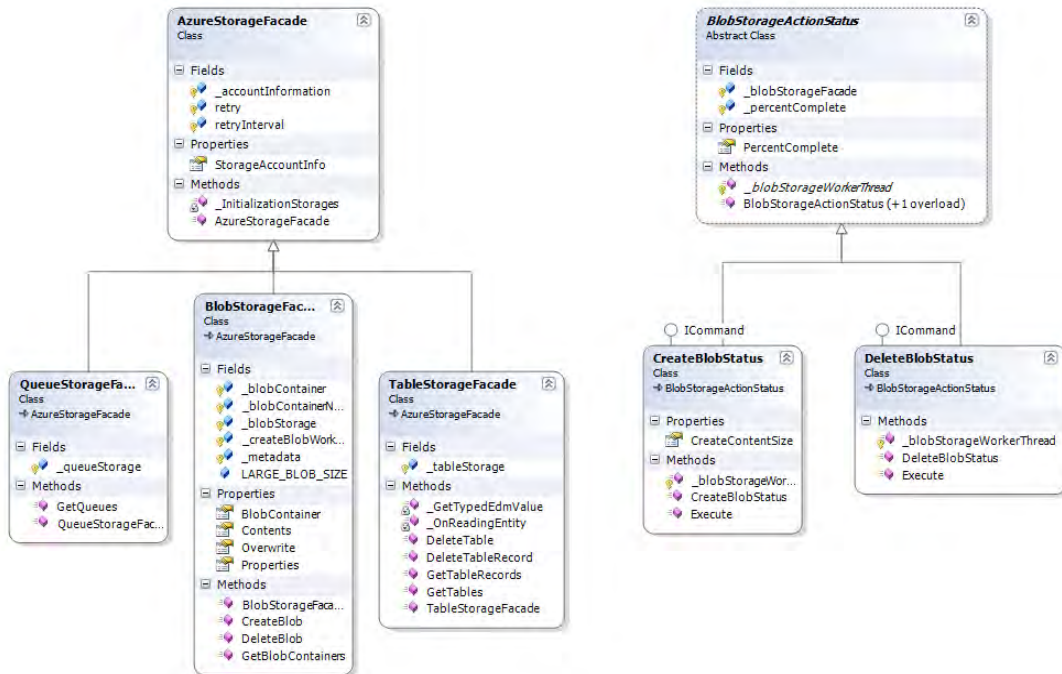 AzureStorageFacade
Class
Fields
_accountInformation
retry
retryInterval
Properties
StorageAccountInfo
Methods
_InitializationStorages
AzureStorageFacade
BlobStorageActionStatus
Abstract Class
Fields
_blobStorageFacade
_percentComplete
Properties
PercentComplete
Methods
_blobStorageWorkerThread
BlobStorageActionStatus (+ 1 overload)
QueueStorageFa...
Class
AzureStorageFacade
Fields
_queueStorage
Methods
GetQueues
QueueStorageFac...
BlobStorageFac...
Class
AzureStorageFacade
Fields
_blobContainer
_blobContainerN...
_blobStorage
_createBlobWork...
_metadata
LARGE_BLOB_SIZE
Properties
BlobContainer
Contents
Overwrite
Properties
Methods
BlobStorageFaca...
CreateBlob
DeleteBlob
GetBlobContainers
TableStorageFacade
Class
AzureStorageFacade
Fields
_tableStorage
Methods
_GetTypedEdmValue
_OnReadingEntity
DeleteTable
DeleteTableRecord
GetTableRecords
GetTables
TableStorageFacade
ICommand
CreateBlobStatus
Class
BlobStorageActionStatus
Properties
CreateContentSize
Methods
_blobStorageWor...
CreateBlobStatus
Execute
ICommand
DeleteBlobStatus
Class
BlobStorageActionStatus
Methods
_blobStorageWorkerThread
DeleteBlobStatus
Execute